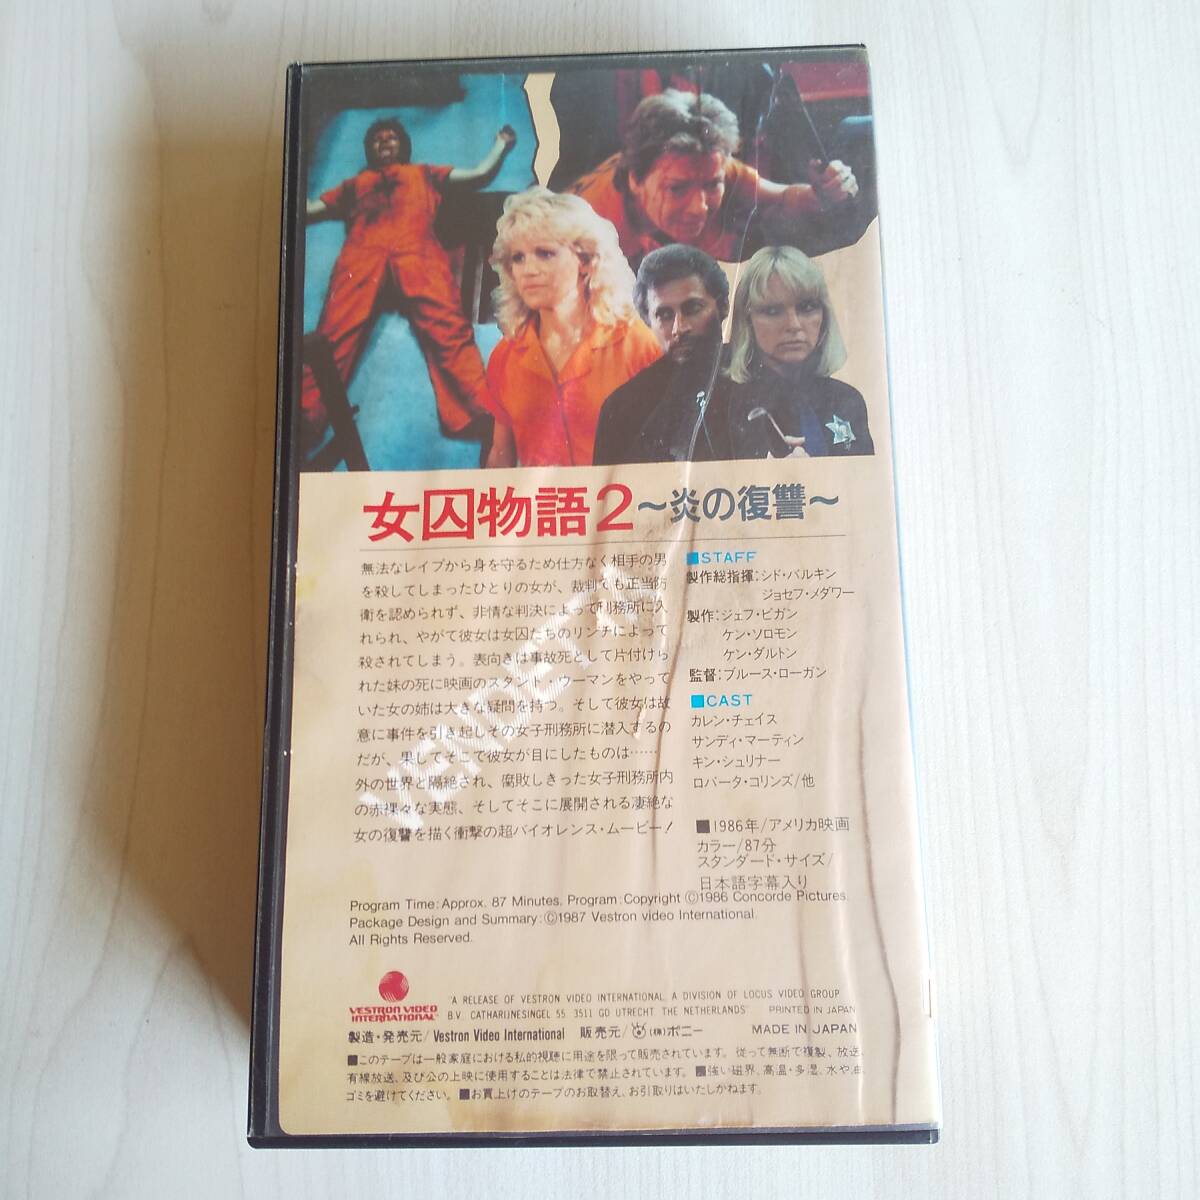 女囚物語2～炎の復讐～
無法なレイプから身を守るため仕方なく相手の男
を殺してしまったひとりの女が、裁判でも正当防
衛を認められず、非情な判決によって刑務所に入
れられ、やがて彼女は女囚たちのリンチによって
殺されてしまう。表向きは事故死として片付けら
れた妹の死に映画のスタント・ウーマンをやって
いた女の姉は大きな疑問を持つ。そして彼女は故
意に事件を引き起しその女子刑務所に潜入するの
だが、果してそこで彼女が目にしたものは……
外の世界と隔絶され、腐敗しきった女子刑務所内
の赤裸々な実態、そしてそこに展開される凄絶な
女の復讐を描く衝撃の超バイオレンス・ムービー！
VENDETTA
■STAFF
製作総指揮：シド・バルキン
ジョセフ・メダワー
製作：ジェフ・ビガン
ケン・ソロモン
ケン・ダルトン
監督：ブルース・ローガン
■CAST
カレン・チェイス
サンディ・マーティン
キン・シュリナー
ロバータ・コリンズ/他
■1986年/アメリカ映画
カラー/87分
スタンダード・サイズ/
日本語字幕入り
Program Time:Approx. 87 Minutes. Program:Copyright ©1986 Concorde Pictures.
Package Design and Summary:©1987 Vestron video International.
All Rights Reserved.
VESTRON VIDEO
INTERNATIONAL
"A RELEASE OF VESTRON VIDEO INTERNATIONAL. A DIVISION OF LOCUS VIDEO GROUP
B.V. CATHARIJNESINGEL 55 3511 GD UTRECHT THE NETHERLANDS" PRINTED IN JAPAN
製造・発売元/Vestron Video International 販売元/(株)ポニー MADE IN JAPAN
■このテープは一般家庭における私的視聴に用途を限って販売されています。従って無断で複製、放送、
有線放送、及び公の上映に使用することは法律で禁止されています。■強い磁界、高温・多湿、水や油、
ゴミを避けてください。■お買上げのテープのお取替え、お引取りはいたしかねます。